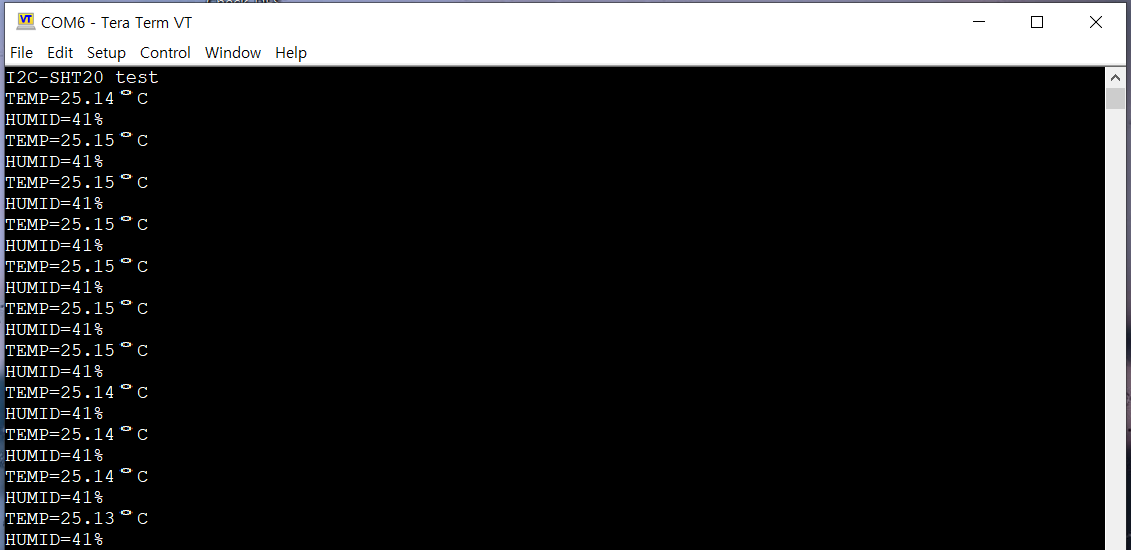 COM6 - Tera Term VT
File Edit Setup Control Window Help
I2C-SHT20 test
TEMP=25.14°C
HUMID=41%
TEMP=25.15°C
HUMID=41%
TEMP=25.15°C
HUMID=41%
TEMP=25.15°C
HUMID=41%
TEMP=25.15°C
HUMID=41%
TEMP=25.15°C
HUMID=41%
TEMP=25.15°C
HUMID=41%
TEMP=25.14°C
HUMID=41%
TEMP=25.14°C
HUMID=41%
TEMP=25.14°C
HUMID=41%
TEMP=25.13°C
HUMID=41%